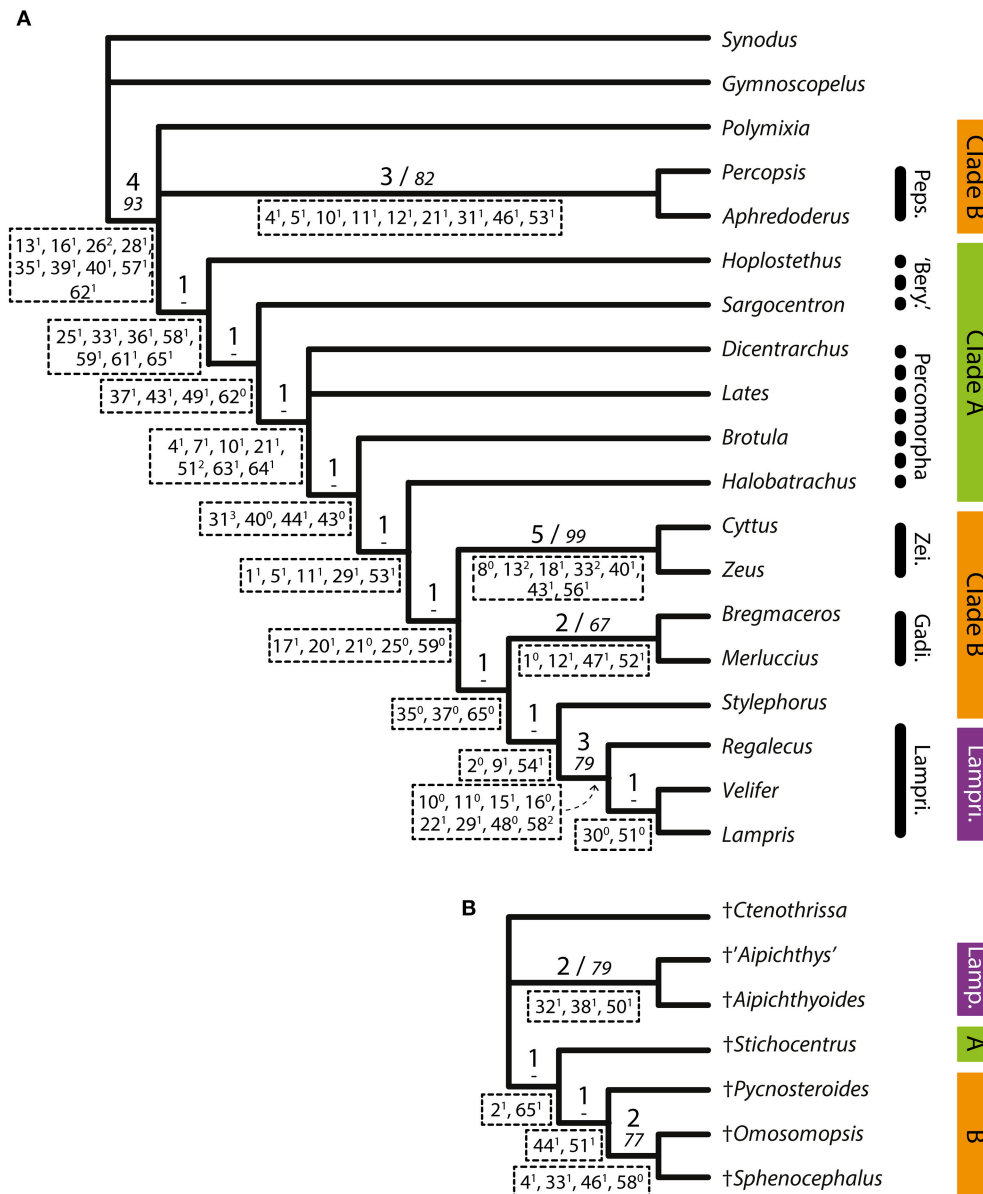 A
Synodus
Gymnoscopelus
Polymixia
Percopsis
Aphredoderus
Hoplostethus
Sargocentron
Dicentrarchus
Lates
Brotula
Halobatrachus
Cyttus
Zeus
Bregmaceros
Merluccius
Stylephorus
Regalecus
Velifer
Lampris
Peps.
'Bery.'
Percomorpha
Zei.
Gadi.
Lampri.
Clade B
Clade A
Clade B
Lampri.
4
93
13¹, 16¹, 26², 28¹,
35¹, 39¹, 40¹, 57¹,
62¹
3 / 82
4¹, 5¹, 10¹, 11¹, 12¹, 21¹, 31¹, 46¹, 53¹
1
-
25¹, 33¹, 36¹, 58¹,
59¹, 61¹, 65¹
1
-
37¹, 43¹, 49¹, 62⁰
1
-
4¹, 7¹, 10¹, 21¹,
51², 63¹, 64¹
1
-
31³, 40⁰, 44¹, 43⁰
1
-
1¹, 5¹, 11¹, 29¹, 53¹
1
-
17¹, 20¹, 21⁰, 25⁰, 59⁰
5 / 99
8⁰, 13², 18¹, 33², 40¹,
43¹, 56¹
1
-
35⁰, 37⁰, 65⁰
2 / 67
1⁰, 12¹, 47¹, 52¹
1
-
2⁰, 9¹, 54¹
3
79
10⁰, 11⁰, 15¹, 16⁰,
22¹, 29¹, 48⁰, 58²
1
-
30⁰, 51⁰
B
†Ctenothrissa
†'Aipichthys'
†Aipichthyoides
†Stichocentrus
†Pycnosteroides
†Omosomopsis
†Sphenocephalus
Lamp.
A
B
2 / 79
32¹, 38¹, 50¹
1
-
2¹, 65¹
1
-
44¹, 51¹
2
77
4¹, 33¹, 46¹, 58⁰